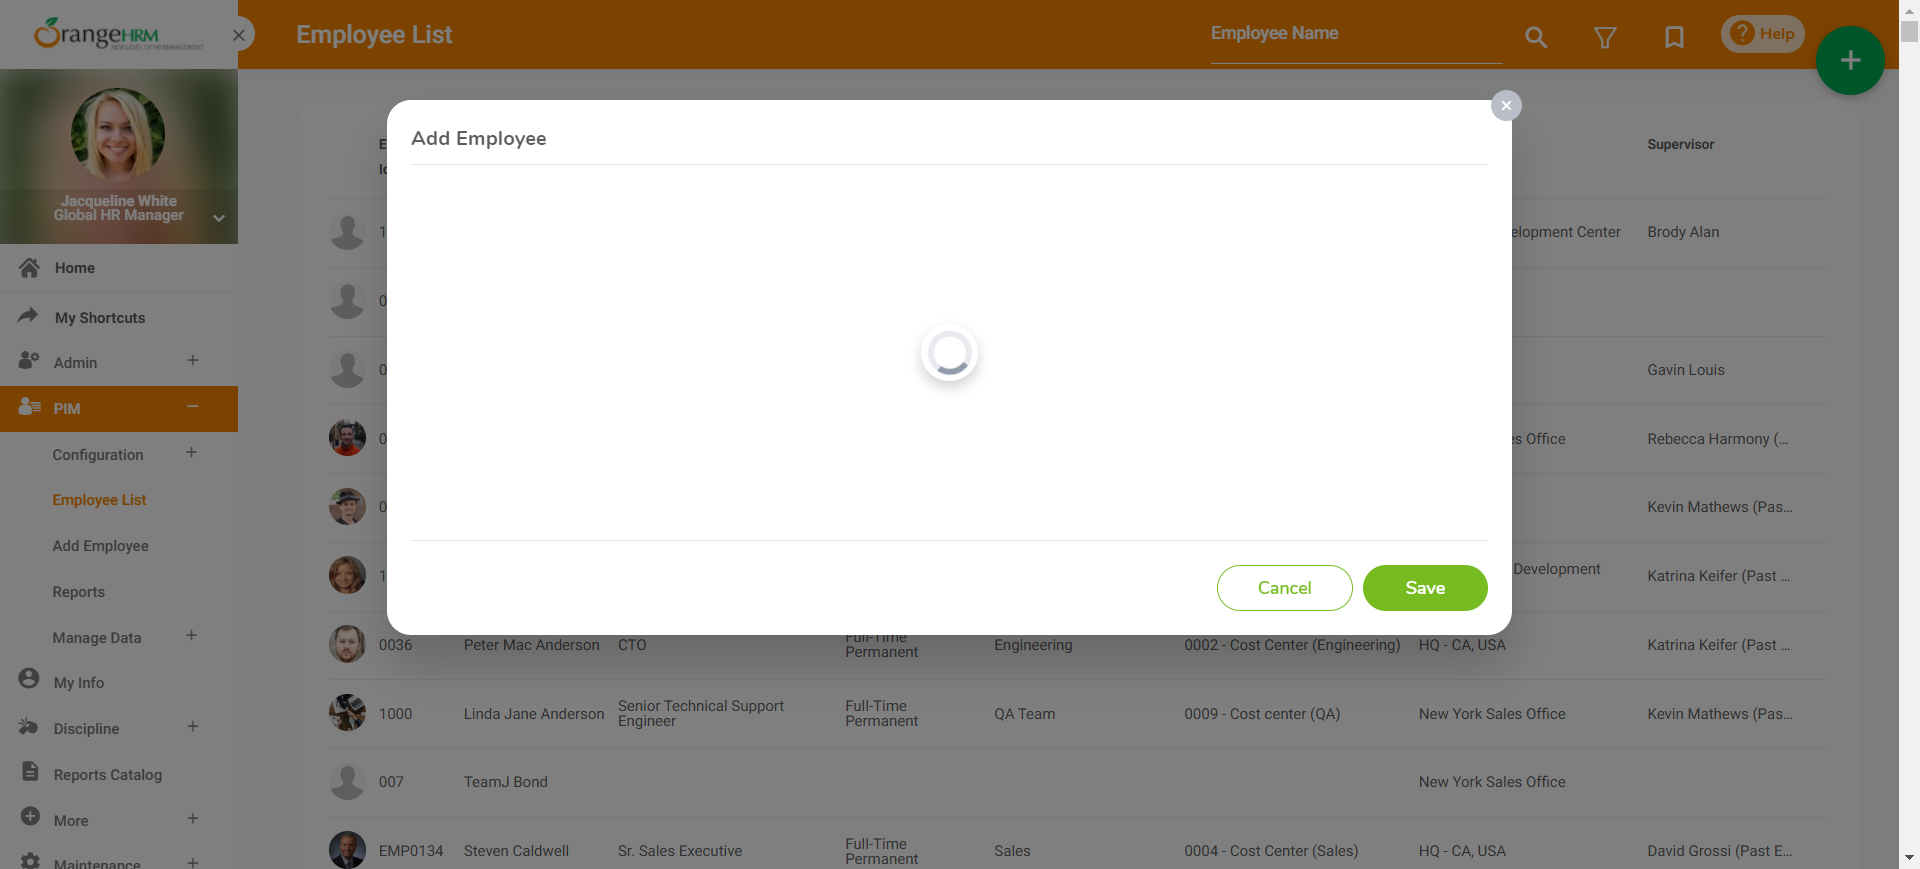 OrangeHRM
NEW LEVEL OF HR MANAGEMENT
Employee List
Employee Name
Help
Jacqueline White
Global HR Manager
Home
My Shortcuts
Admin
PIM
Configuration
Employee List
Add Employee
Reports
Manage Data
My Info
Discipline
Reports Catalog
More
Maintenance
Add Employee
Cancel
Save
Supervisor
elopment Center Brody Alan
Gavin Louis
es Office Rebecca Harmony (...
Kevin Mathews (Pas...
Development Katrina Keifer (Past ...
0036 Peter Mac Anderson CTO Full-Time Permanent Engineering 0002 - Cost Center (Engineering) HQ - CA, USA Katrina Keifer (Past ...
1000 Linda Jane Anderson Senior Technical Support Engineer Full-Time Permanent QA Team 0009 - Cost center (QA) New York Sales Office Kevin Mathews (Pas...
007 TeamJ Bond New York Sales Office
EMP0134 Steven Caldwell Sr. Sales Executive Full-Time Permanent Sales 0004 - Cost Center (Sales) HQ - CA, USA David Grossi (Past E...